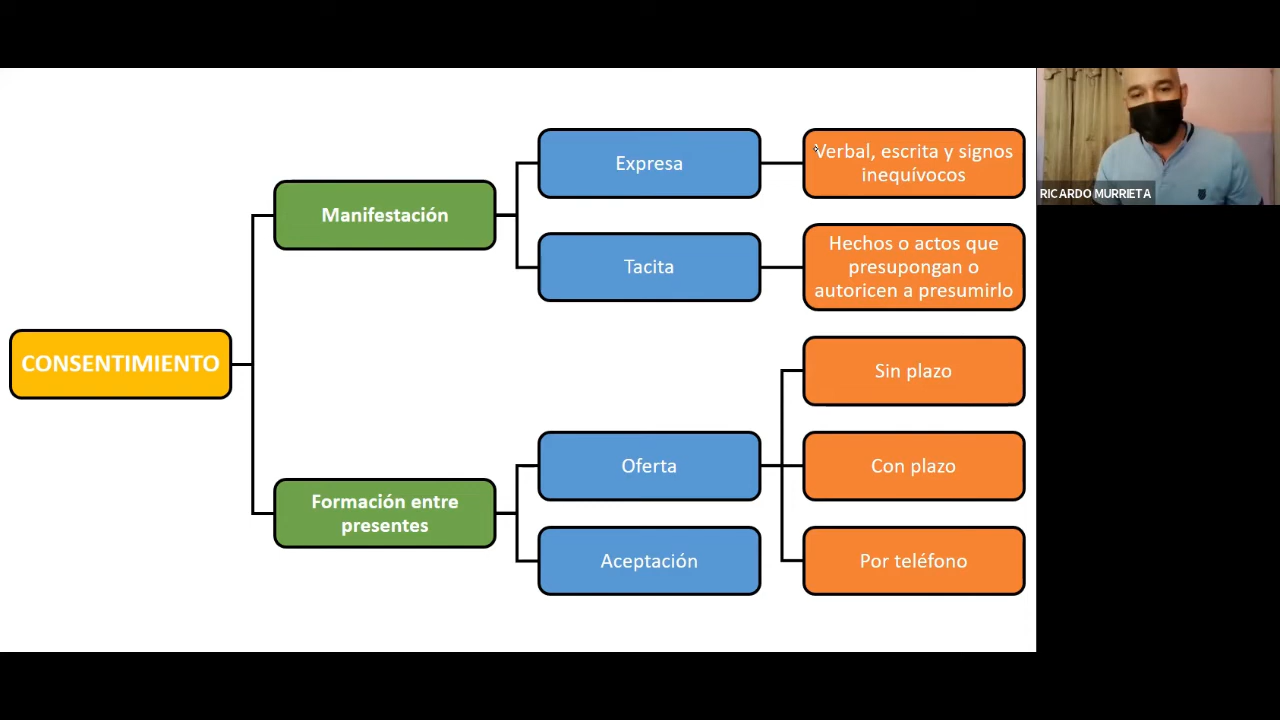 CONSENTIMIENTO
Manifestación
Expresa
Verbal, escrita y signos
inequívocos
Tacita
Hechos o actos que
presupongan o
autoricen a presumirlo
Formación entre
presentes
Oferta
Sin plazo
Con plazo
Por teléfono
Aceptación
RICARDO MURRIETA